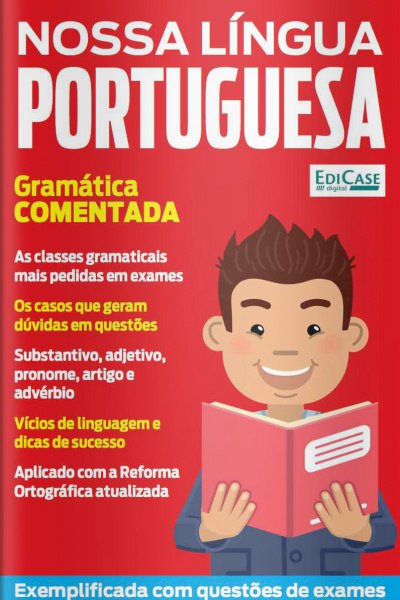 NOSSA LÍNGUA
PORTUGUESA
EDICASE
digital
Gramática
COMENTADA
As classes gramaticais
mais pedidas em exames
Os casos que geram
dúvidas em questões
Substantivo, adjetivo,
pronome, artigo e
advérbio
Vícios de linguagem e
dicas de sucesso
Aplicado com a Reforma
Ortográfica atualizada
Exemplificada com questões de exames